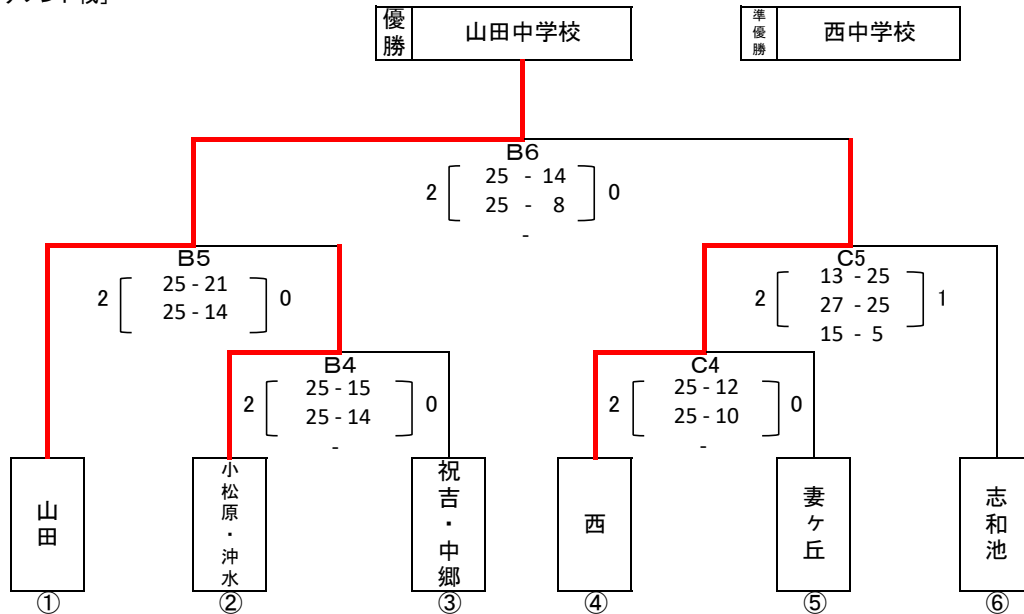 優勝 山田中学校
準優勝 西中学校
B6
2 25 - 14 0
25 - 8
-
B5
2 25 - 21 0
25 - 14
C5
2 13 - 25 1
27 - 25
15 - 5
B4
2 25 - 15 0
25 - 14
-
C4
2 25 - 12 0
25 - 10
-
山田
小松原・沖水
祝吉・中郷
西
妻ヶ丘
志和池
① ② ③ ④ ⑤ ⑥